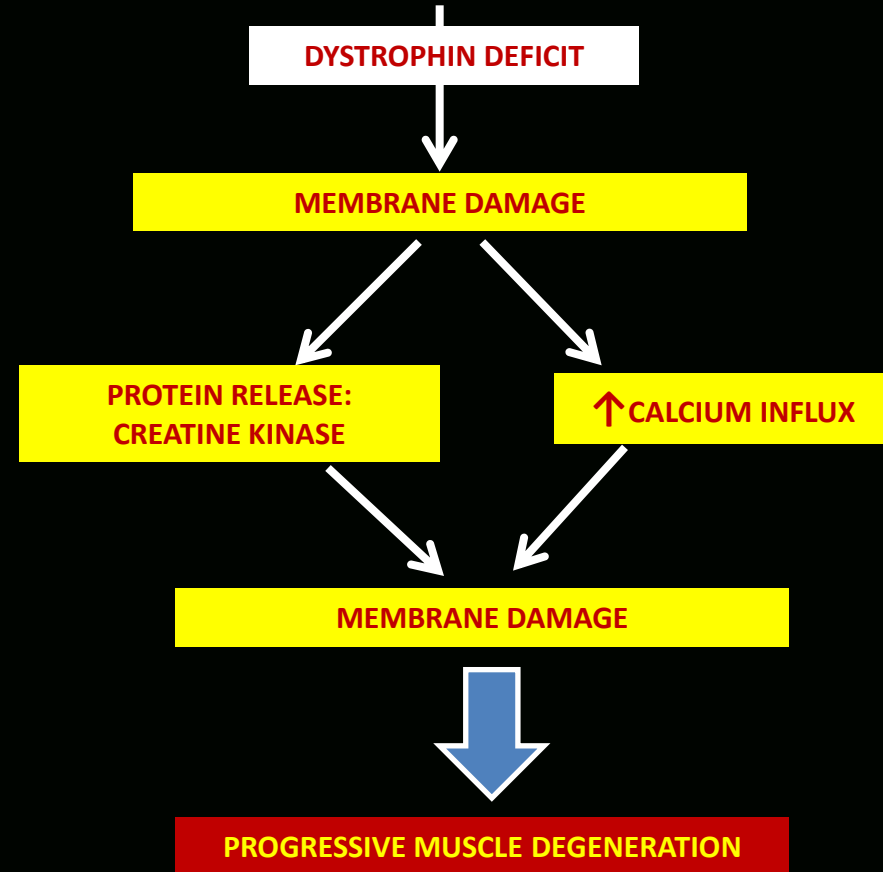 DYSTROPHIN DEFICIT
MEMBRANE DAMAGE
PROTEIN RELEASE:
CREATINE KINASE
↑CALCIUM INFLUX
MEMBRANE DAMAGE
PROGRESSIVE MUSCLE DEGENERATION